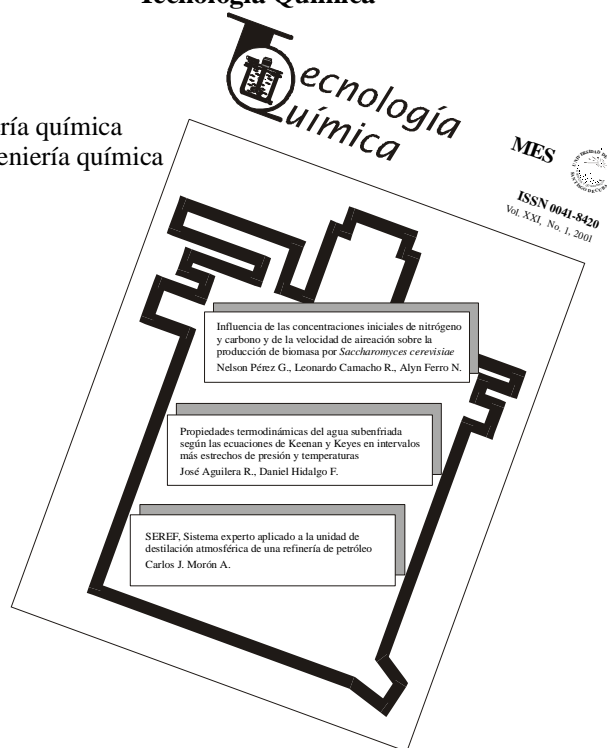 Tecnología Química
Tecnología
Química
ría química
eniería química
MES
ISSN 0041-8420
Vol. XXI, No. 1, 2001
Influencia de las concentraciones iniciales de nitrógeno
y carbono y de la velocidad de aireación sobre la
producción de biomasa por Saccharomyces cerevisiae
Nelson Pérez G., Leonardo Camacho R., Alyn Ferro N.
Propiedades termodinámicas del agua subenfriada
según las ecuaciones de Keenan y Keyes en intervalos
más estrechos de presión y temperaturas
José Aguilera R., Daniel Hidalgo F.
SEREF, Sistema experto aplicado a la unidad de
destilación atmosférica de una refinería de petróleo
Carlos J. Morón A.